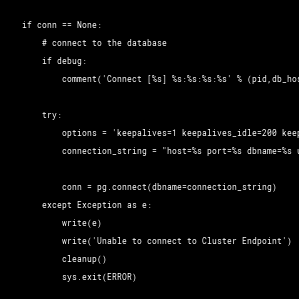 if conn == None:
# connect to the database
if debug:
comment('Connect [%s] %s:%s:%s:%s' % (pid,db_hos
try:
options = 'keepalives=1 keepalives_idle=200 keep
connection_string = "host=%s port=%s dbname=%s u
conn = pg.connect(dbname=connection_string)
except Exception as e:
write(e)
write('Unable to connect to Cluster Endpoint')
cleanup()
sys.exit(ERROR)